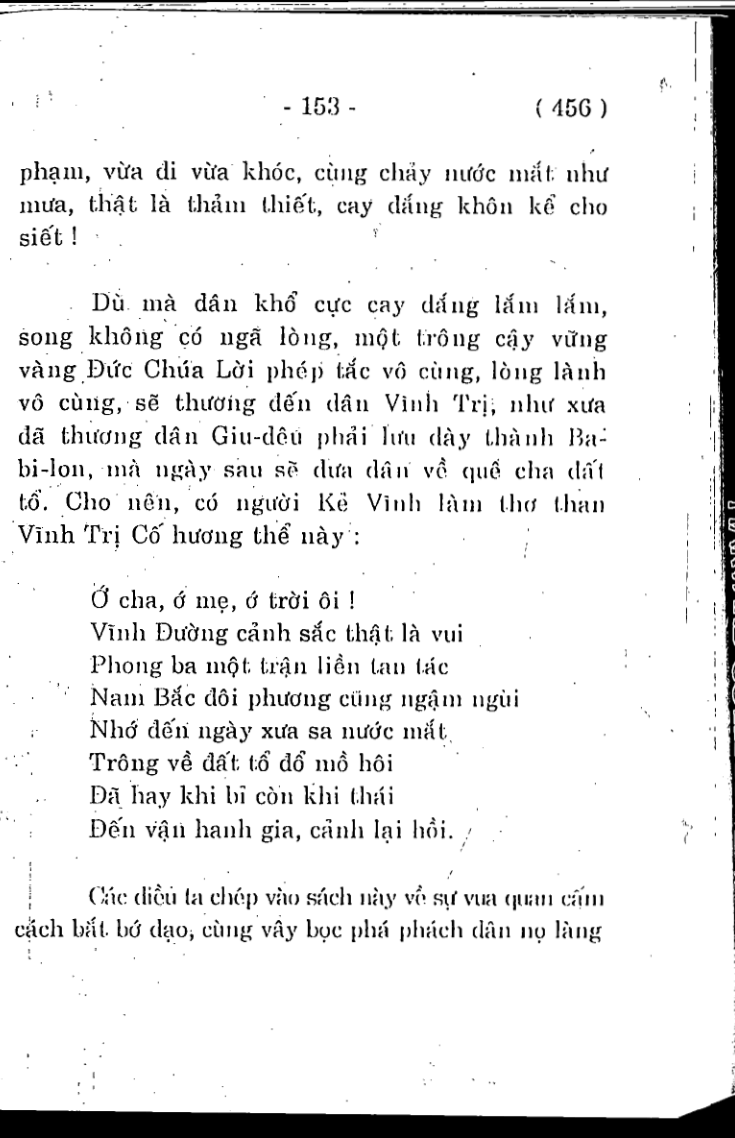 - 153 - ( 456 )
phạm, vừa đi vừa khóc, cùng chảy nước mắt như
mưa, thật là thảm thiết, cay đắng khôn kể cho
siết !
Dù mà dân khổ cực cay đắng lắm lắm,
song không có ngã lòng, một trông cậy vững
vàng Đức Chúa Lời phép tắc vô cùng, lòng lành
vô cùng, sẽ thương đến dân Vĩnh Trị, như xưa
đã thương dân Giu-dêu phải lưu đày thành Ba-
bi-lon, mà ngày sau sẽ đưa dân về quê cha đất
tổ. Cho nên, có người Kẻ Vĩnh làm thơ than
Vĩnh Trị Cố hương thể này :
Ớ cha, ớ mẹ, ớ trời ôi !
Vĩnh Đường cảnh sắc thật là vui
Phong ba một trận liền tan tác
Nam Bắc đôi phương cũng ngậm ngùi
Nhớ đến ngày xưa sa nước mắt
Trông về đất tổ đổ mồ hôi
Đã hay khi bĩ còn khi thái
Đến vận hanh gia, cảnh lại hồi.
Các điều ta chép vào sách này về sự vua quan cấm
cách bắt bớ đạo, cùng vây bọc phá phách dân nọ làng